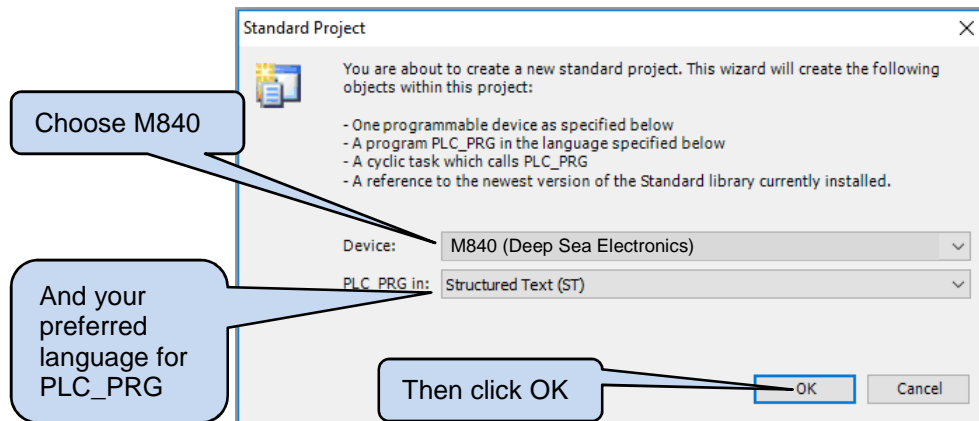 Standard Project
You are about to create a new standard project. This wizard will create the following
objects within this project:
- One programmable device as specified below
- A program PLC_PRG in the language specified below
- A cyclic task which calls PLC_PRG
- A reference to the newest version of the Standard library currently installed.
Choose M840
Device:
M840 (Deep Sea Electronics)
PLC_PRG in:
Structured Text (ST)
And your
preferred
language for
PLC_PRG
Then click OK
OK
Cancel